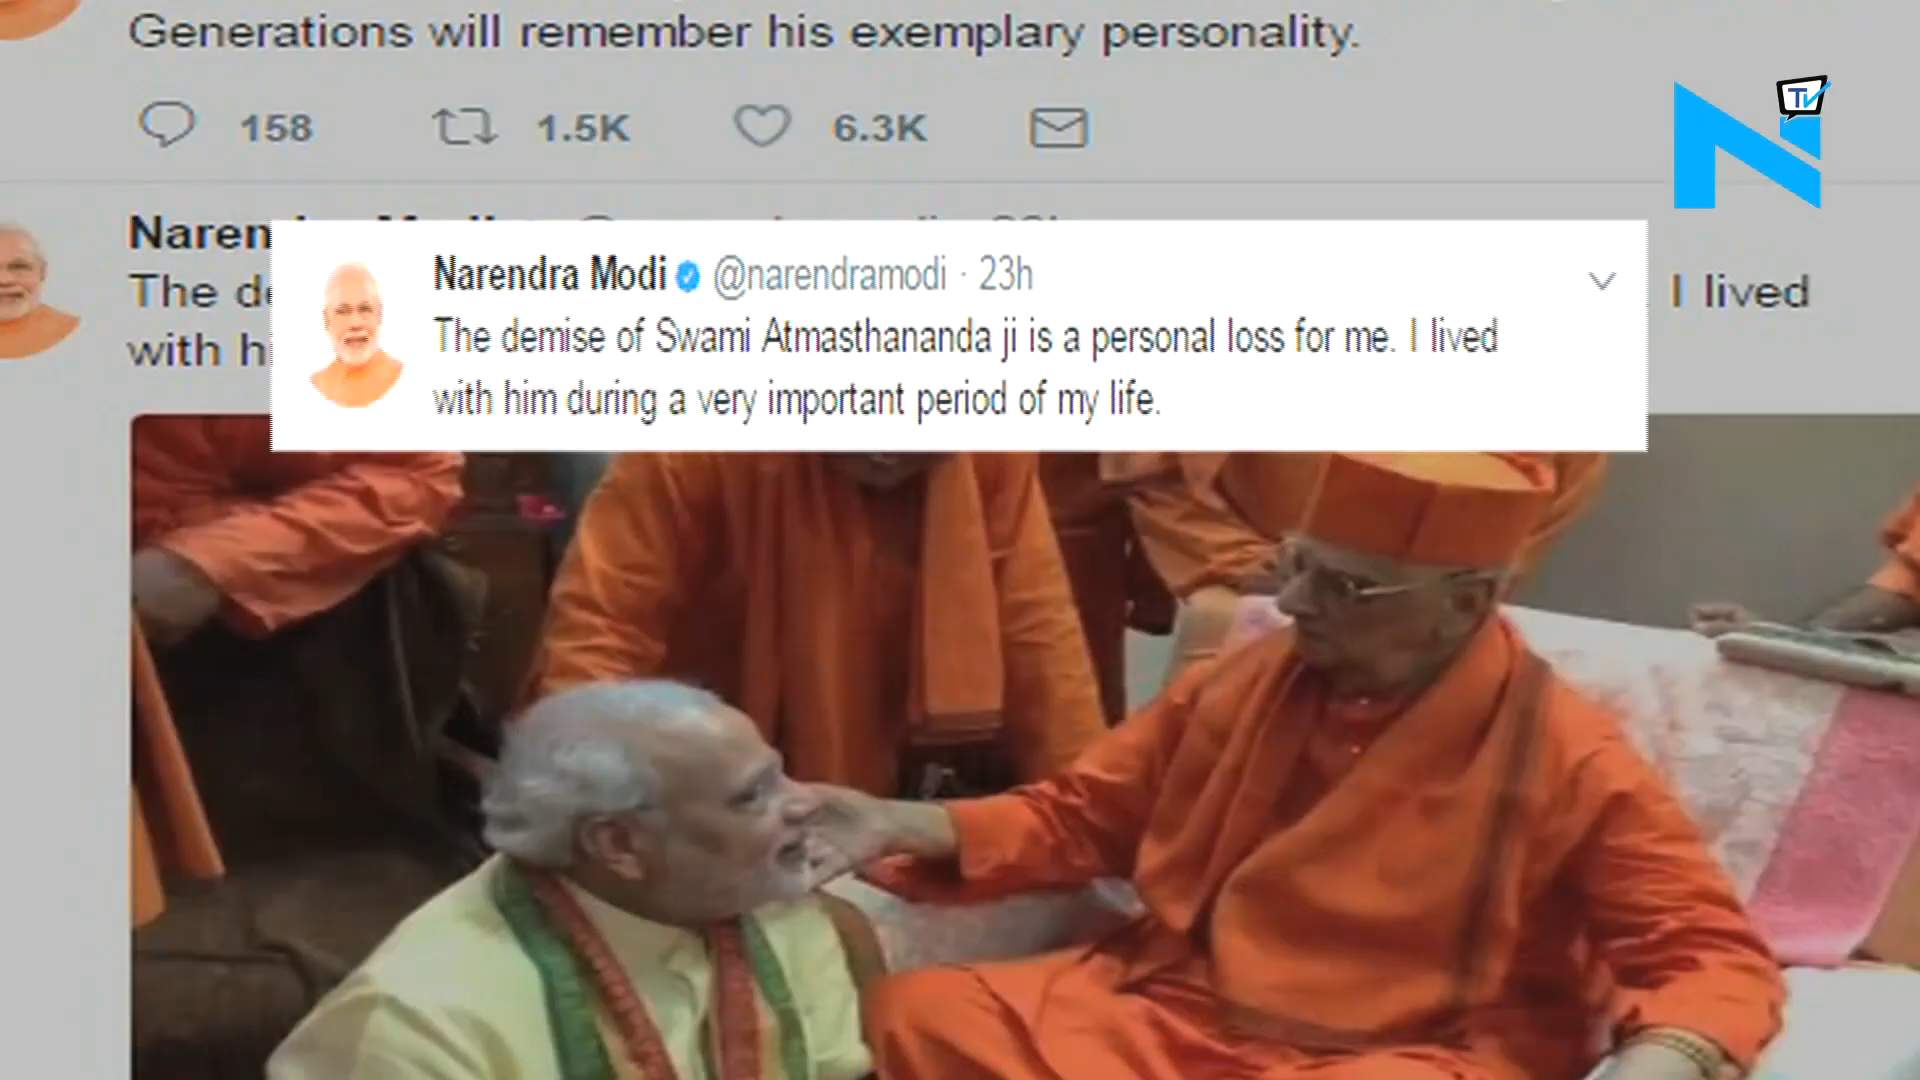 Generations will remember his exemplary personality.
158 1.5K 6.3K
TV
Naren
Narendra Modi @narendramodi · 23h
The
I lived
The demise of Swami Atmasthananda ji is a personal loss for me. I lived
with
with him during a very important period of my life.